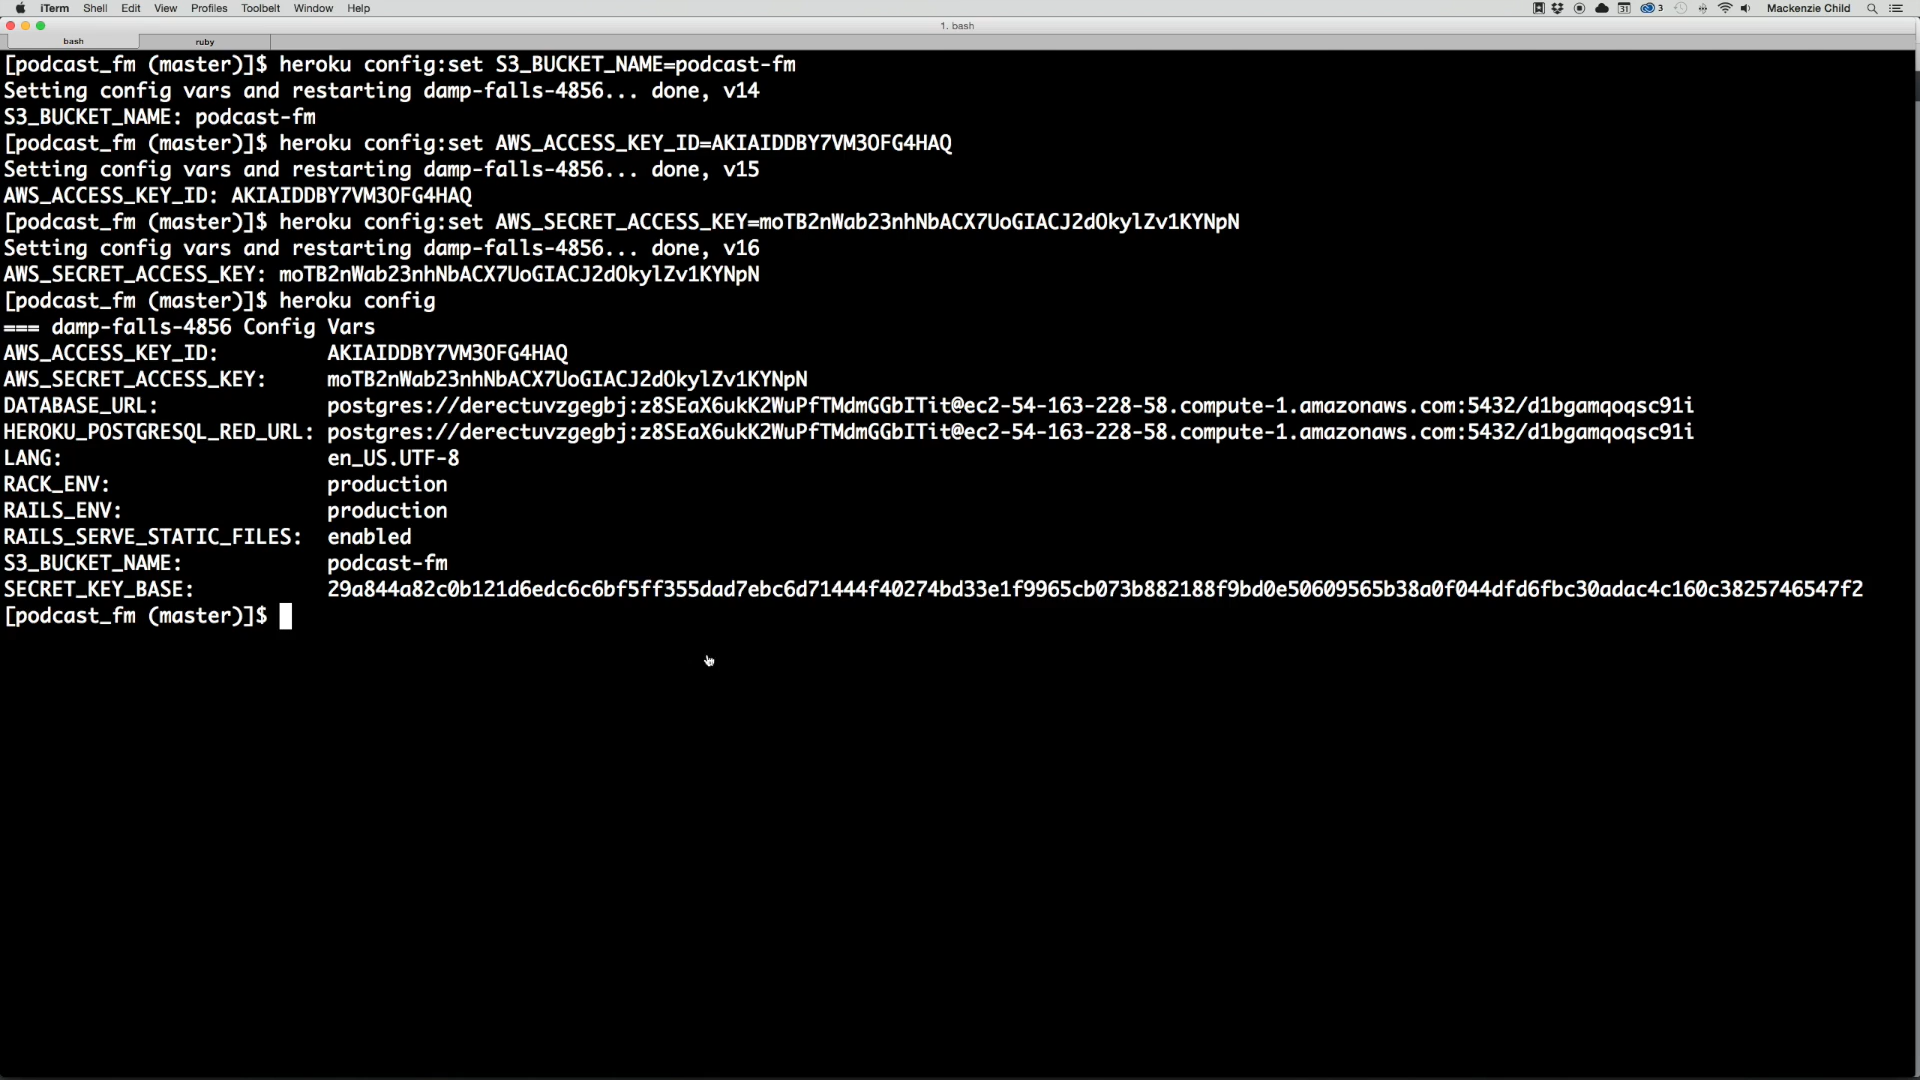 iTerm Shell Edit View Profiles Toolbelt Window Help 31 3 Mackenzie Child
1. bash
bash ruby
[podcast_fm (master)]$ heroku config:set S3_BUCKET_NAME=podcast-fm
Setting config vars and restarting damp-falls-4856... done, v14
S3_BUCKET_NAME: podcast-fm
[podcast_fm (master)]$ heroku config:set AWS_ACCESS_KEY_ID=AKIAIDDBY7VM3OFG4HAQ
Setting config vars and restarting damp-falls-4856... done, v15
AWS_ACCESS_KEY_ID: AKIAIDDBY7VM3OFG4HAQ
[podcast_fm (master)]$ heroku config:set AWS_SECRET_ACCESS_KEY=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
Setting config vars and restarting damp-falls-4856... done, v16
AWS_SECRET_ACCESS_KEY: moTB2nWab23nhNbACX7UoGIACJ2dOkylZv1KYNpN
[podcast_fm (master)]$ heroku config
=== damp-falls-4856 Config Vars
AWS_ACCESS_KEY_ID: AKIAIDDBY7VM3OFG4HAQ
AWS_SECRET_ACCESS_KEY: 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
DATABASE_URL: postgres://derectuvzgegbj:z8SEaX6ukK2WuPfTMdmGGbITit@ec2-54-163-228-58.compute-1.amazonaws.com:5432/d1bgamqoqsc91i
HEROKU_POSTGRESQL_RED_URL: postgres://derectuvzgegbj:z8SEaX6ukK2WuPfTMdmGGbITit@ec2-54-163-228-58.compute-1.amazonaws.com:5432/d1bgamqoqsc91i
LANG: en_US.UTF-8
RACK_ENV: production
RAILS_ENV: production
RAILS_SERVE_STATIC_FILES: enabled
S3_BUCKET_NAME: podcast-fm
SECRET_KEY_BASE: 29a844a82c0b121d6edc6c6bf5ff355dad7ebc6d71444f40274bd33e1f9965cb073b882188f9bd0e50609565b38a0f044dfd6fbc30adac4c160c3825746547f2
[podcast_fm (master)]$